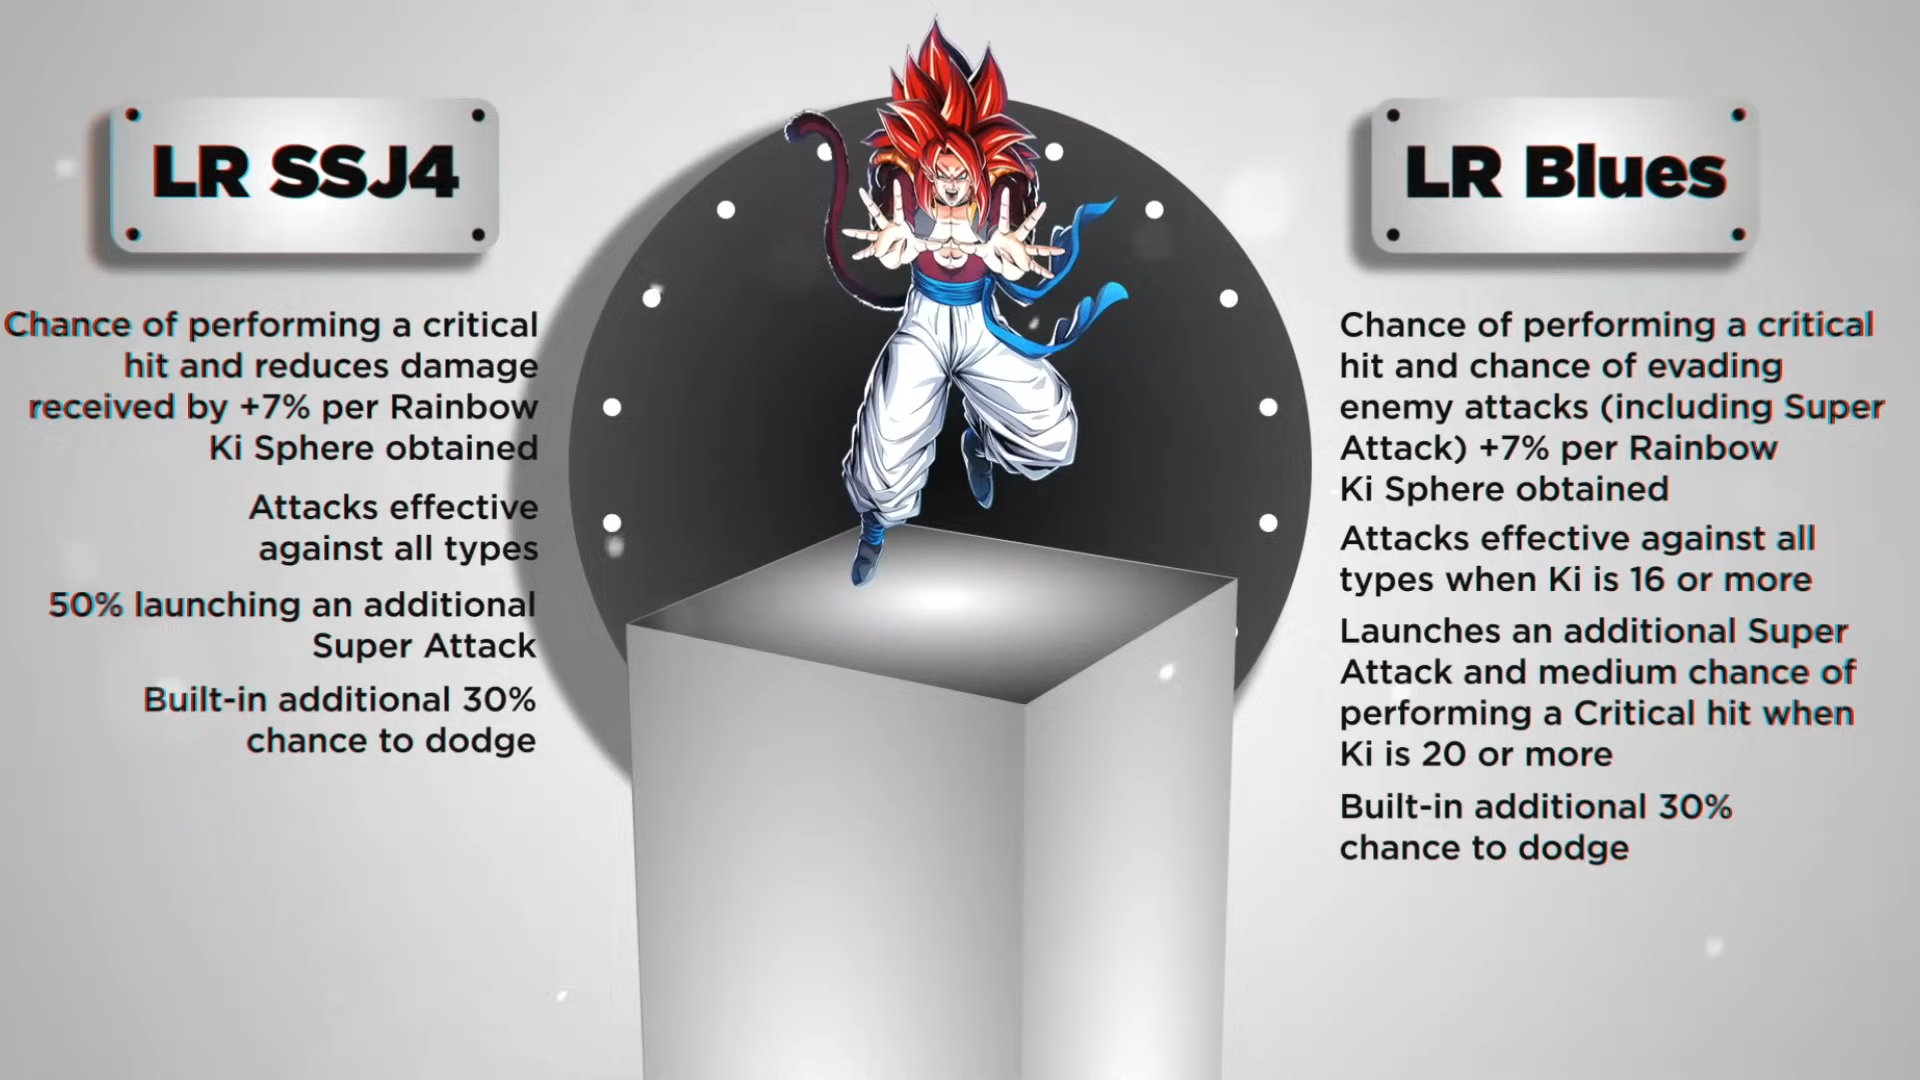 LR SSJ4
Chance of performing a critical
hit and reduces damage
received by +7% per Rainbow
Ki Sphere obtained
Attacks effective
against all types
50% launching an additional
Super Attack
Built-in additional 30%
chance to dodge
LR Blues
Chance of performing a critical
hit and chance of evading
enemy attacks (including Super
Attack) +7% per Rainbow
Ki Sphere obtained
Attacks effective against all
types when Ki is 16 or more
Launches an additional Super
Attack and medium chance of
performing a Critical hit when
Ki is 20 or more
Built-in additional 30%
chance to dodge